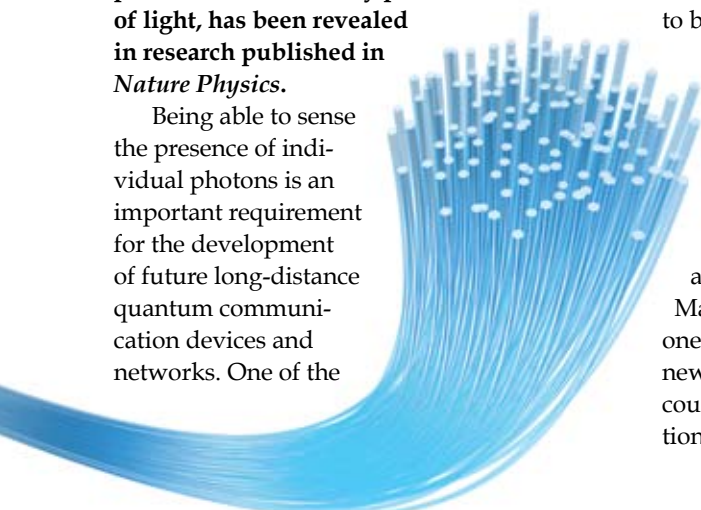 of light, has been revealed
in research published in
Nature Physics.
Being able to sense
the presence of indi-
vidual photons is an
important requirement
for the development
of future long-distance
quantum communi-
cation devices and
networks. One of the
to b
a
Ma
one
new
cou
tion